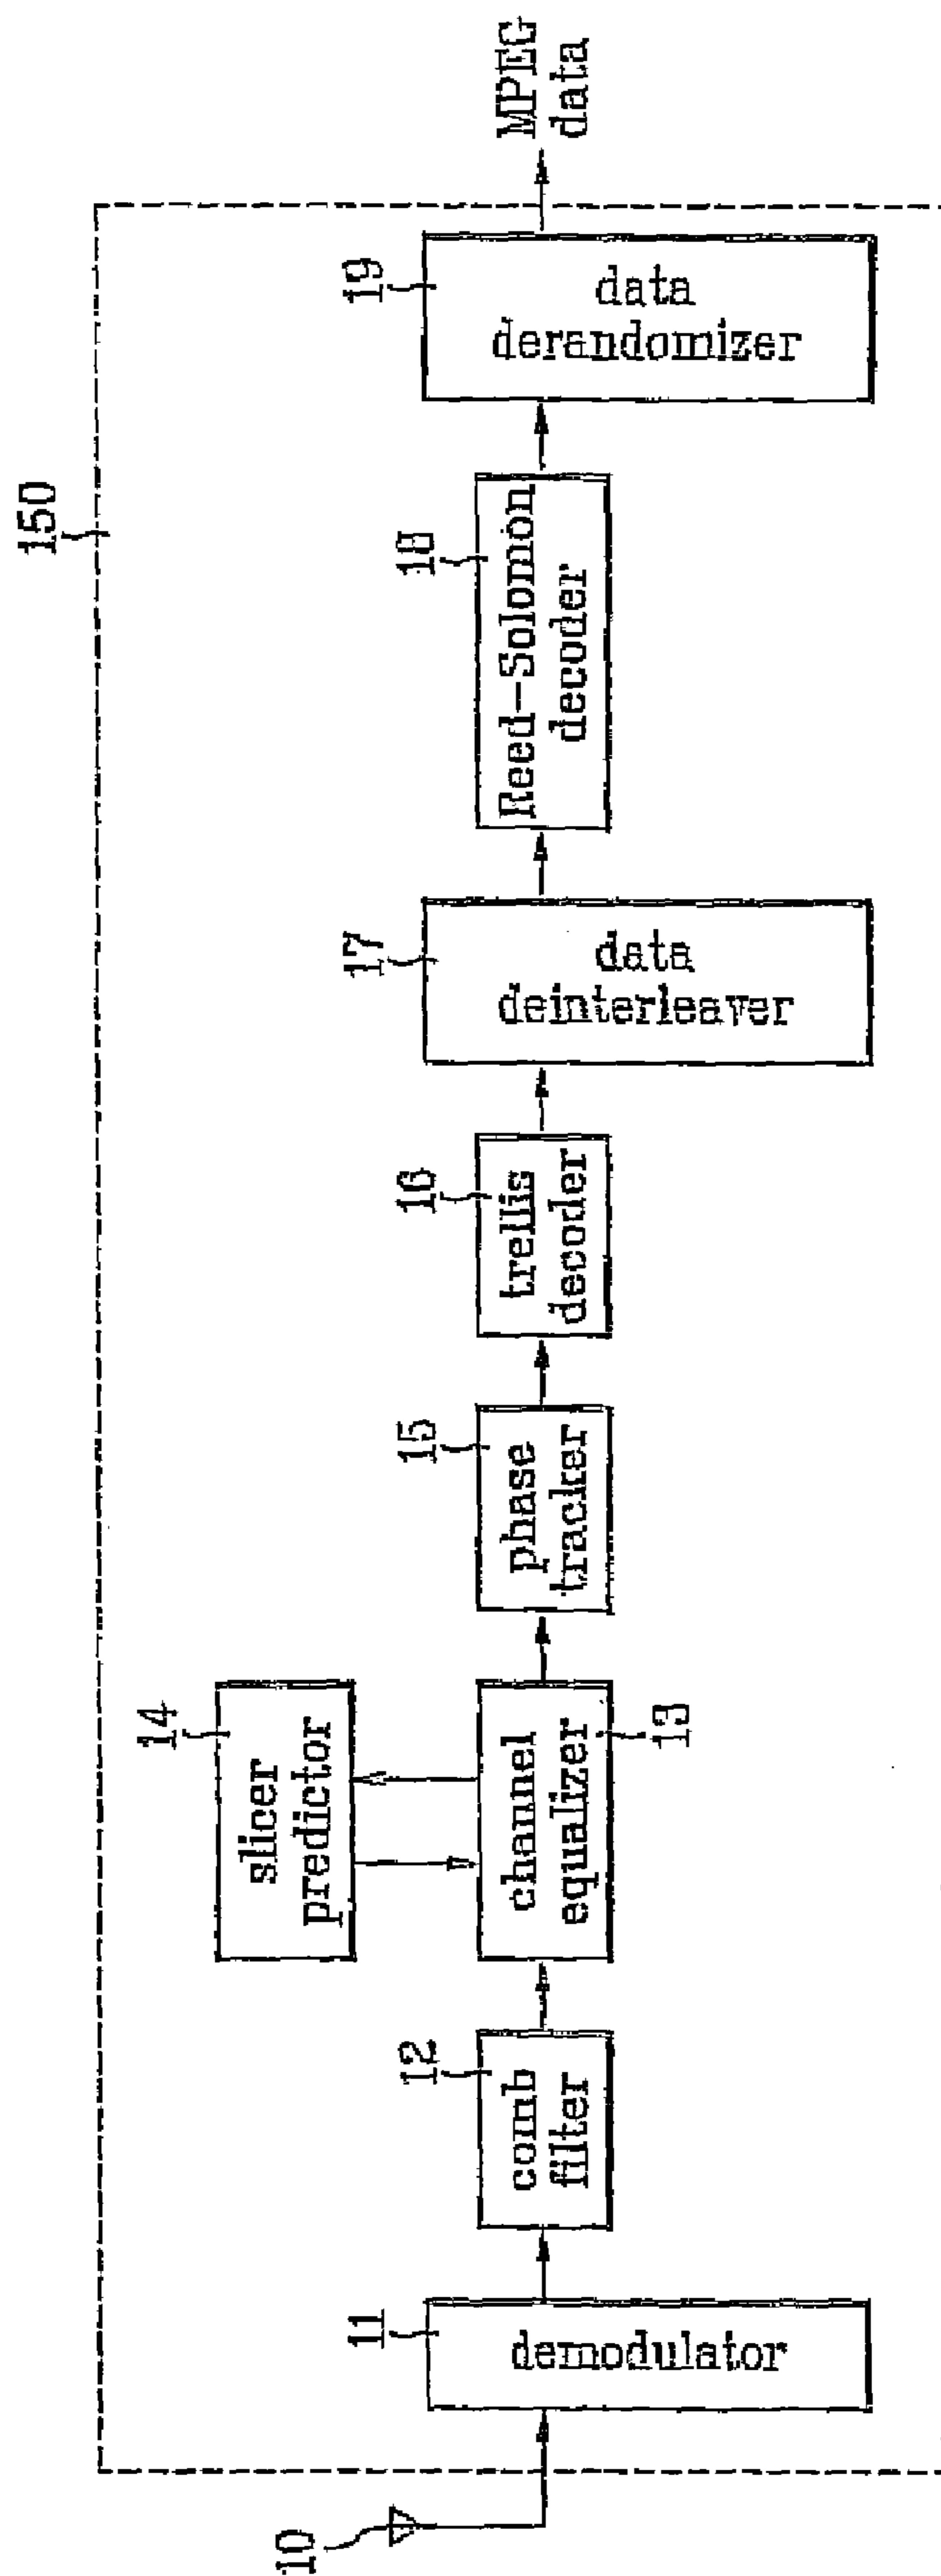 150
10
11
demodulator
12
comb
filter
14
slicer
predictor
channel
equalizer
13
15
phase
tracker
16
trellis
decoder
17
data
deinterleaver
18
Reed-Solomon
decoder
19
data
derandomizer
MPEG
data